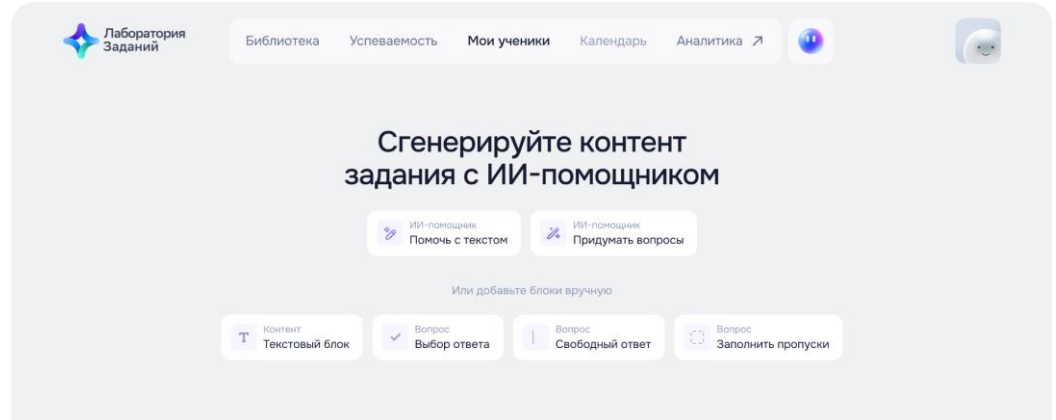 Лаборатория
Заданий
Библиотека Успеваемость Мои ученики Календарь Аналитика
Сгенерируйте контент
задания с ИИ-помощником
ИИ-помощник
Помочь с текстом
ИИ-помощник
Придумать вопросы
Или добавьте блоки вручную
T
Контент
Текстовый блок
Вопрос
Выбор ответа
Вопрос
Свободный ответ
Вопрос
Заполнить пропуски